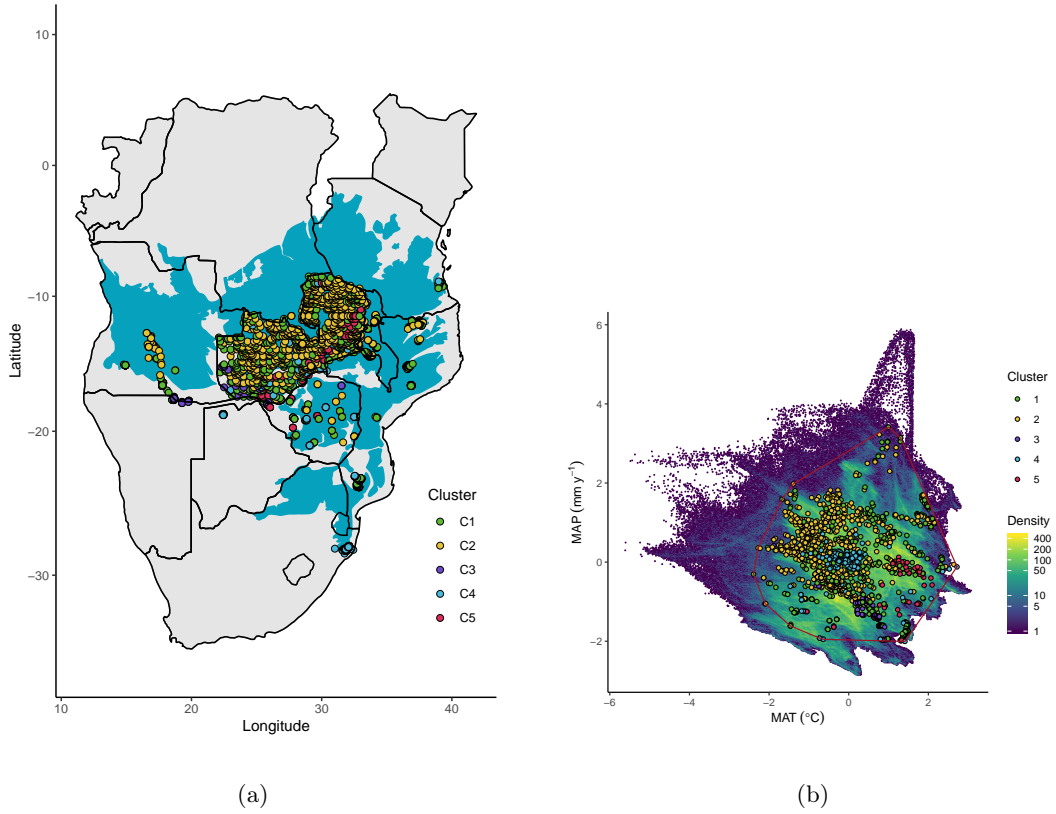 10
0
−10
−20
−30
Latitude
10
20
30
40
Longitude
Cluster
C1
C2
C3
C4
C5
(a)
6
4
2
0
−2
MAP (mm y⁻¹)
−6
−4
−2
0
2
MAT (°C)
Cluster
1
2
3
4
5
Density
400
200
100
50
10
5
1
(b)